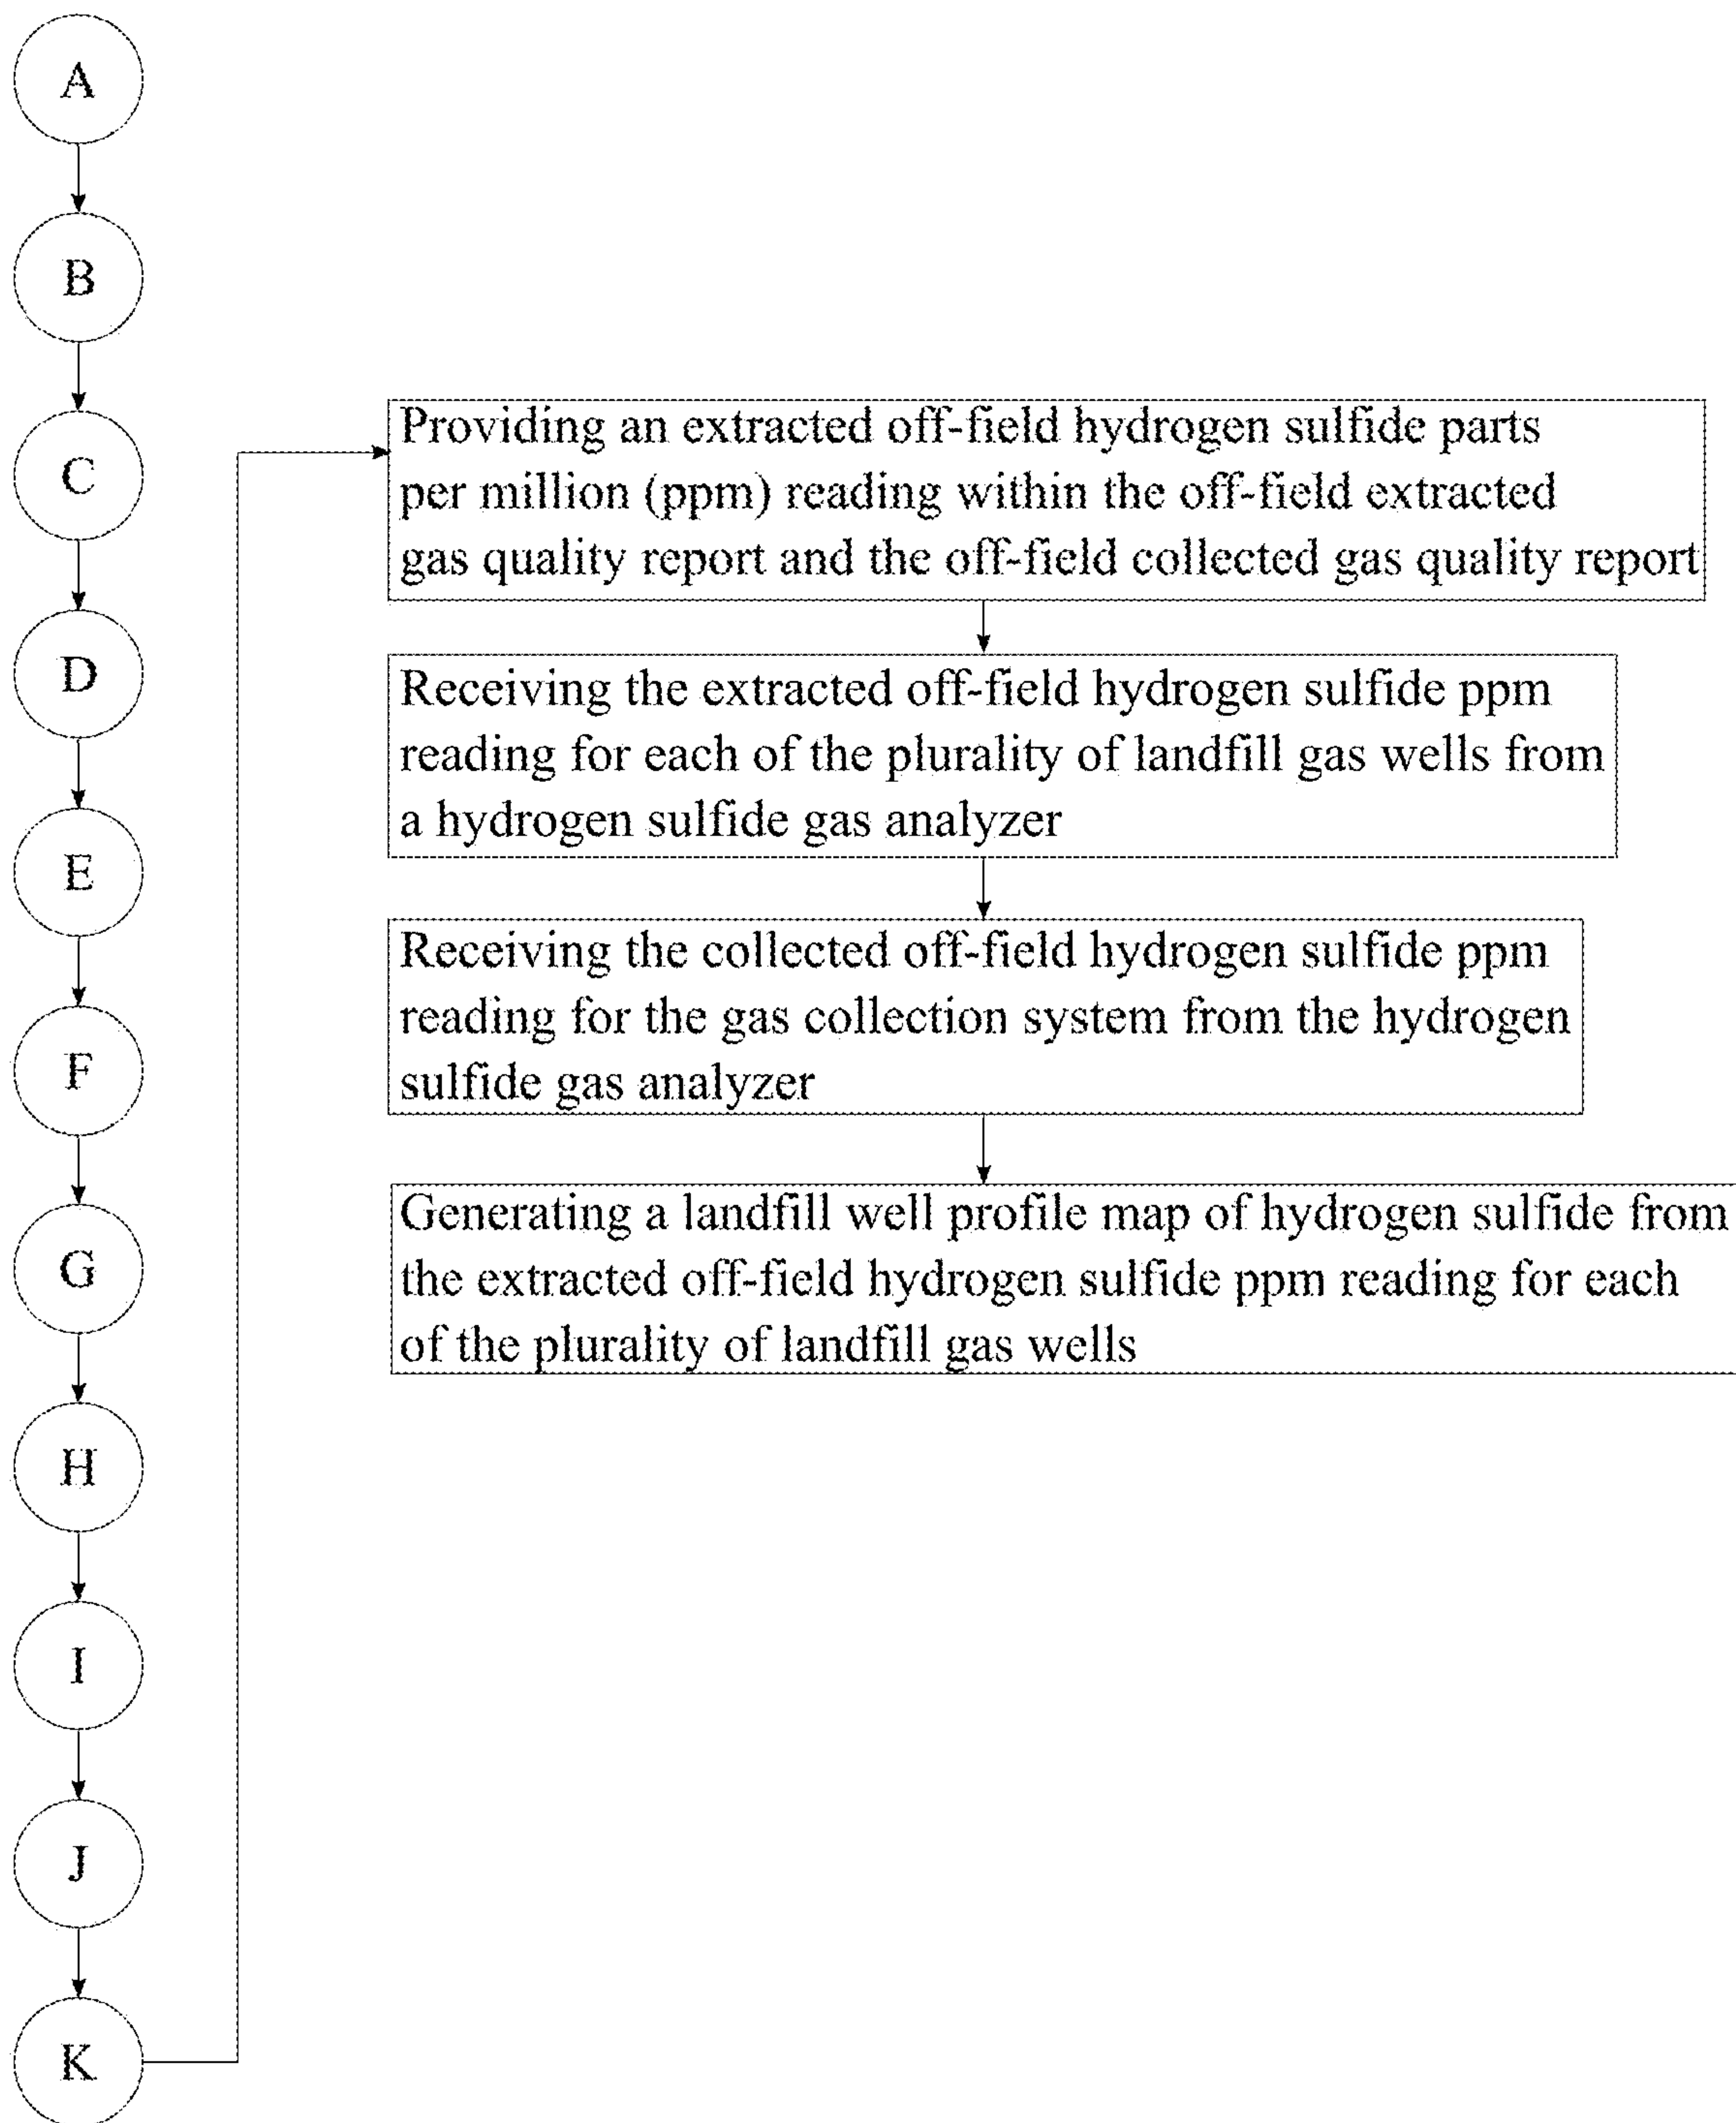 A
B
C
D
E
F
G
H
I
J
K
Providing an extracted off-field hydrogen sulfide parts
per million (ppm) reading within the off-field extracted
gas quality report and the off-field collected gas quality report
Receiving the extracted off-field hydrogen sulfide ppm
reading for each of the plurality of landfill gas wells from
a hydrogen sulfide gas analyzer
Receiving the collected off-field hydrogen sulfide ppm
reading for the gas collection system from the hydrogen
sulfide gas analyzer
Generating a landfill well profile map of hydrogen sulfide from
the extracted off-field hydrogen sulfide ppm reading for each
of the plurality of landfill gas wells